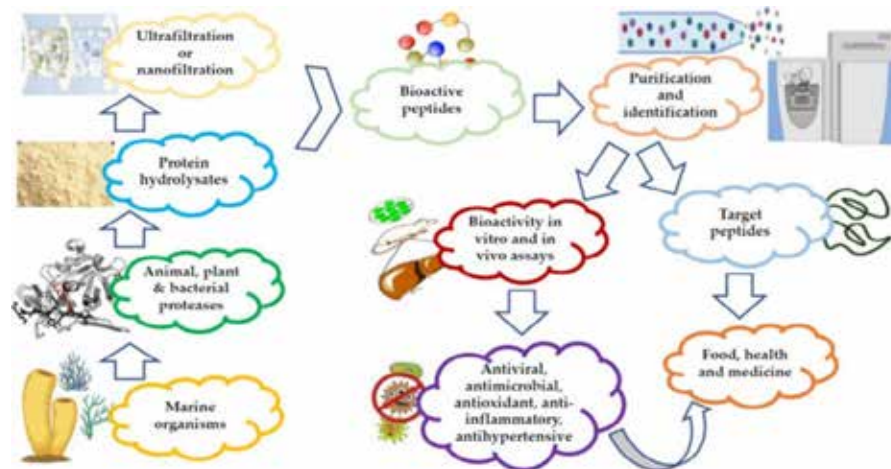 Ultrafiltration
or
nanofiltration
Bioactive
peptides
Purification
and
identification
Protein
hydrolysates
Bioactivity in
vitro and in
vivo assays
Target
peptides
Animal, plant
& bacterial
proteases
Antiviral,
antimicrobial,
antioxidant, anti-
inflammatory,
antihypertensive
Food, health
and medicine
Marine
organisms